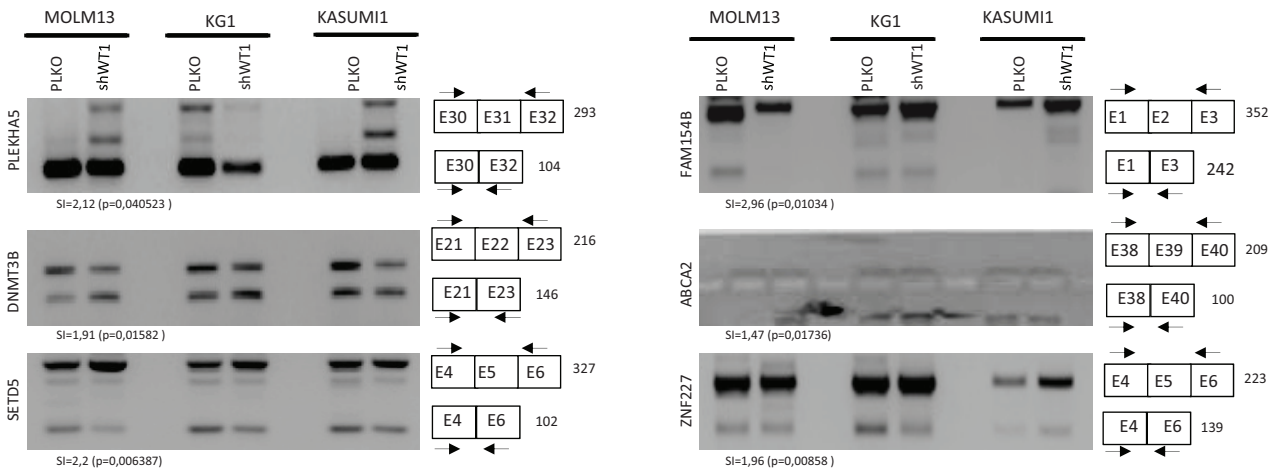 MOLM13 KG1 KASUMI1
PLKO shWT1 PLKO shWT1 PLKO shWT1
PLEKHA5
E30 E31 E32 293
E30 E32 104
SI=2,12 (p=0,040523 )
DNMT3B
E21 E22 E23 216
E21 E23 146
SI=1,91 (p=0,01582 )
SETD5
E4 E5 E6 327
E4 E6 102
SI=2,2 (p=0,006387)
MOLM13 KG1 KASUMI1
PLKO shWT1 PLKO shWT1 PLKO shWT1
FAM154B
E1 E2 E3 352
E1 E3 242
SI=2,96 (p=0,01034 )
ABCA2
E38 E39 E40 209
E38 E40 100
SI=1,47 (p=0,01736)
ZNF227
E4 E5 E6 223
E4 E6 139
SI=1,96 (p=0,00858 )